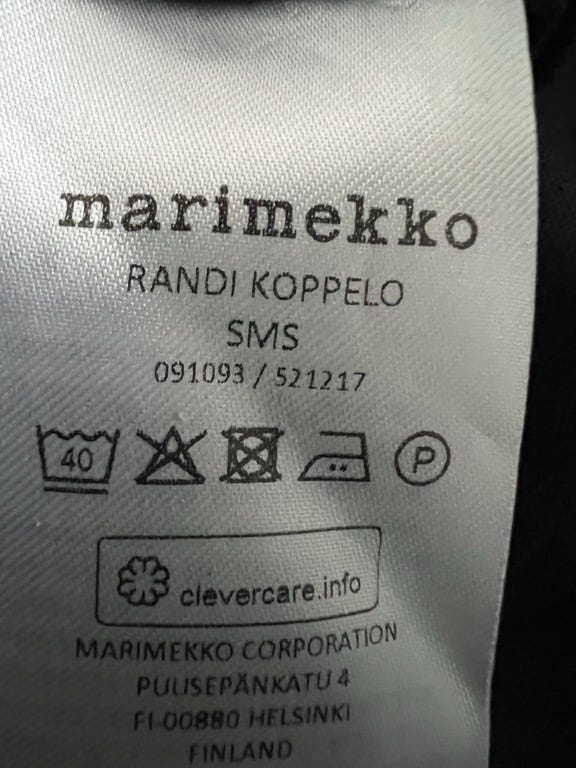 marimekko
RANDI KOPPELO
SMS
091093 / 521217
40 P
clevercare.info
MARIMEKKO CORPORATION
PUUSEPÄNKATU 4
FI-00880 HELSINKI
FINLAND